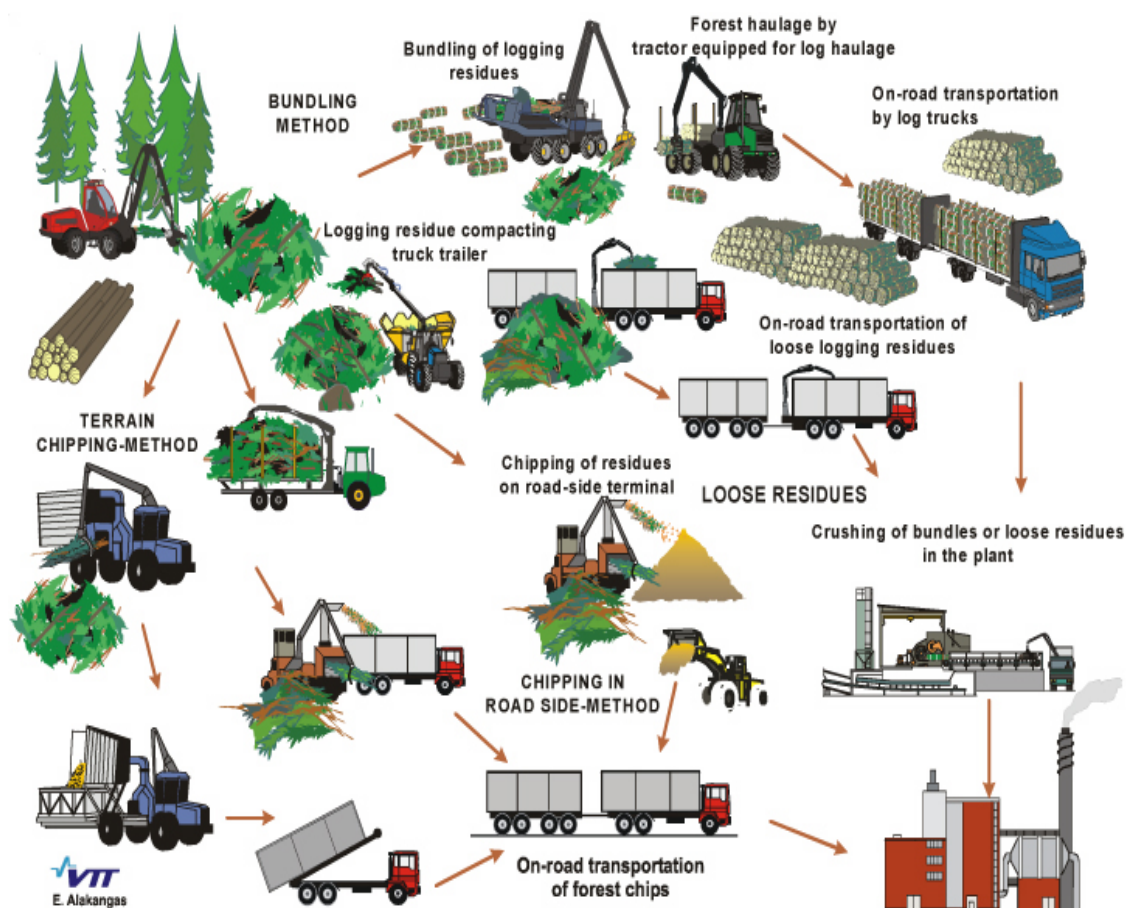 Bundling of logging
residues
Forest haulage by
tractor equipped for log haulage
BUNDLING
METHOD
On-road transportation
by log trucks
Logging residue compacting
truck trailer
On-road transportation of
loose logging residues
TERRAIN
CHIPPING-METHOD
Chipping of residues
on road-side terminal
LOOSE RESIDUES
Crushing of bundles or loose residues
in the plant
CHIPPING IN
ROAD SIDE-METHOD
On-road transportation
of forest chips
VTT
E. Alakangas